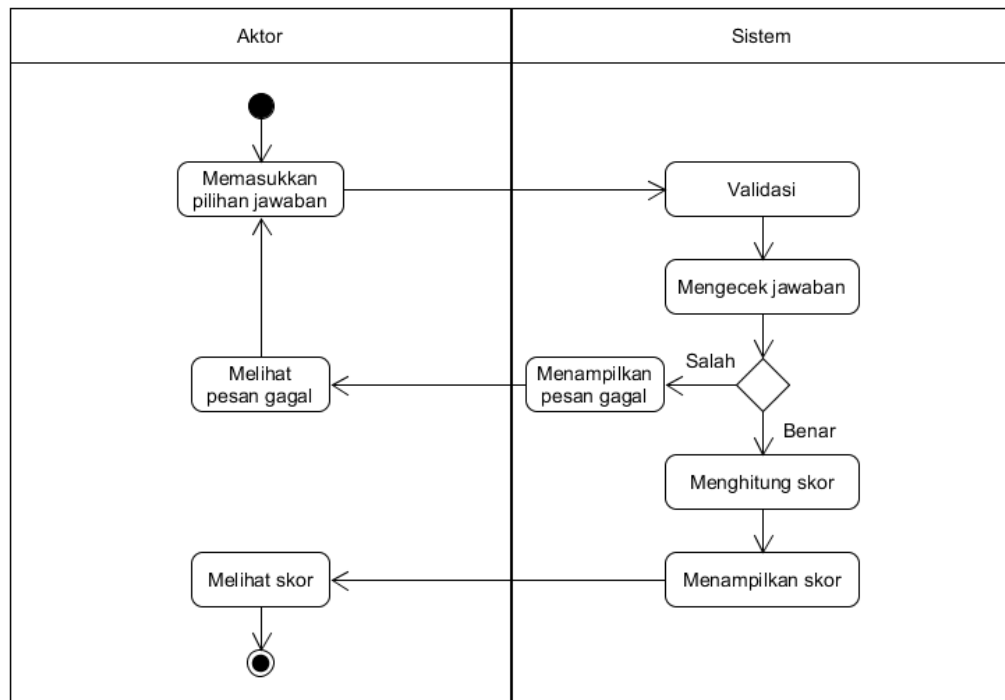 Aktor
Sistem
Memasukkan
pilihan jawaban
Validasi
Mengecek jawaban
Salah
Melihat
pesan gagal
Menampilkan
pesan gagal
Benar
Menghitung skor
Melihat skor
Menampilkan skor